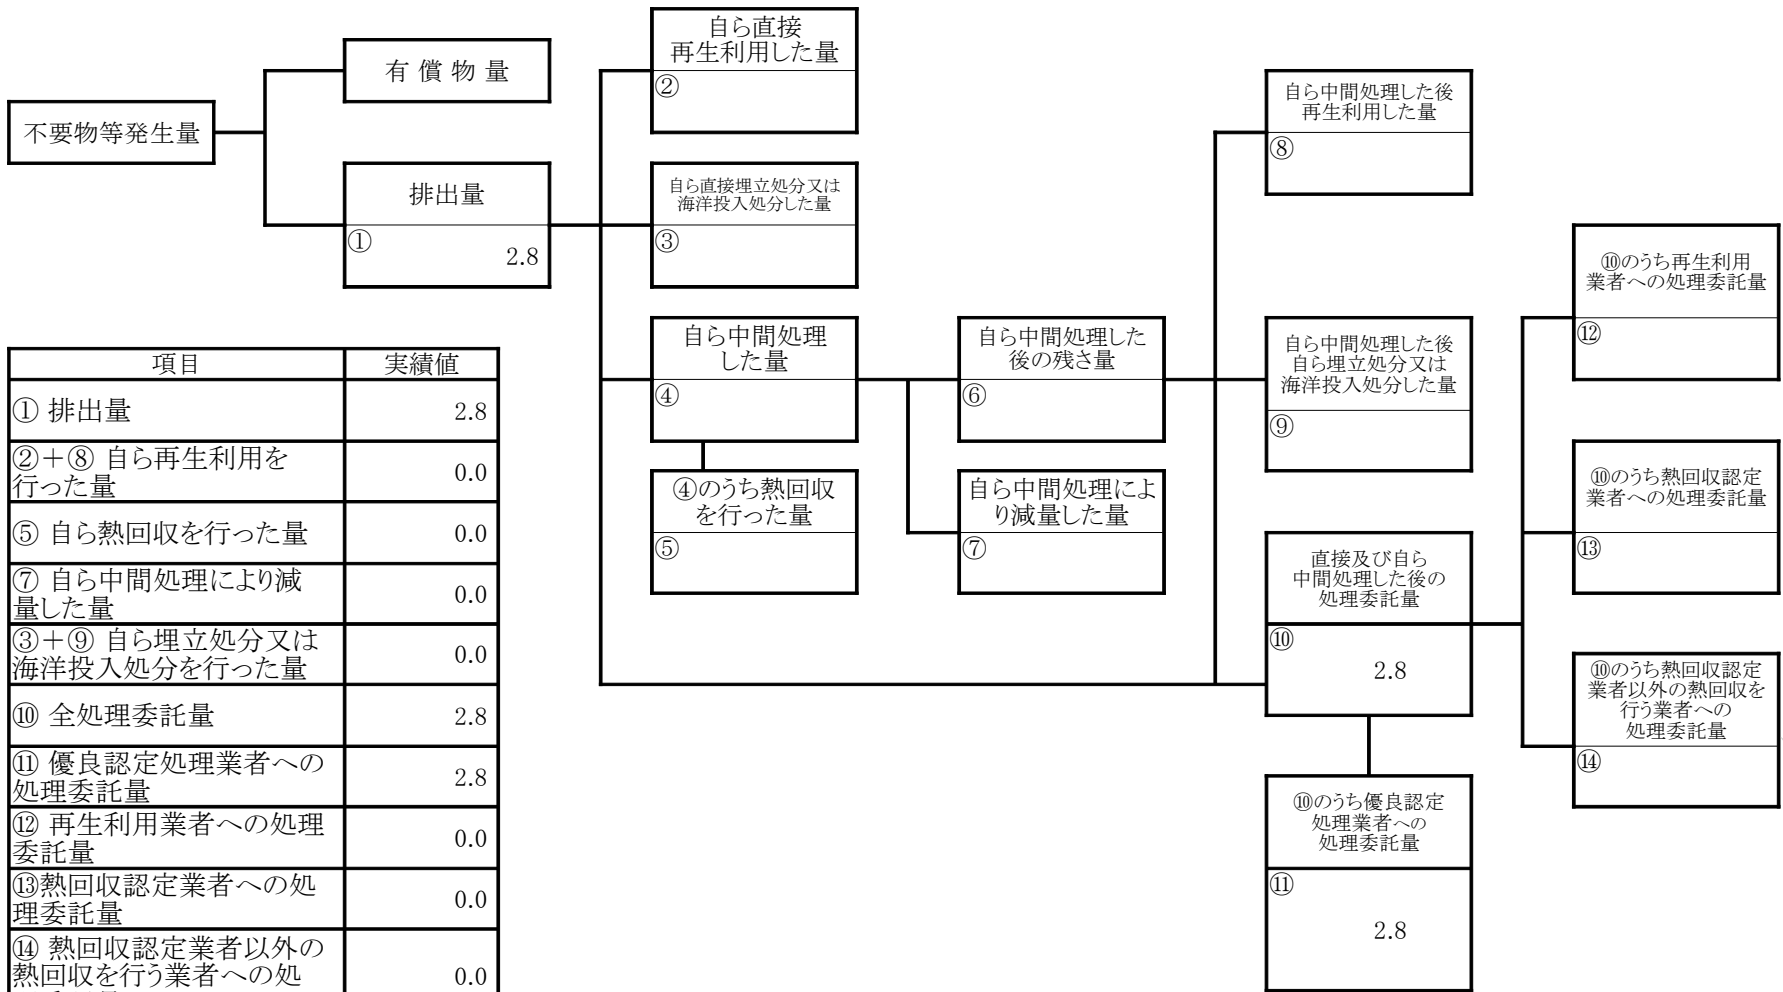 不要物等発生量
有 償 物 量
排出量
①
2.8
自ら直接
再生利用した量
②
自ら直接埋立処分又は
海洋投入処分した量
③
自ら中間処理
した量
④
④のうち熱回収
を行った量
⑤
自ら中間処理した
後の残さ量
⑥
自ら中間処理によ
り減量した量
⑦
自ら中間処理した後
再生利用した量
⑧
自ら中間処理した後
自ら埋立処分又は
海洋投入処分した量
⑨
直接及び自ら
中間処理した後の
処理委託量
⑩
2.8
⑩のうち優良認定
処理業者への
処理委託量
⑪
2.8
⑩のうち再生利用
業者への処理委託量
⑫
⑩のうち熱回収認定
業者への処理委託量
⑬
⑩のうち熱回収認定
業者以外の熱回収を
行う業者への
処理委託量
⑭
項目 実績値
① 排出量 2.8
②＋⑧ 自ら再生利用を
行った量 0.0
⑤ 自ら熱回収を行った量 0.0
⑦ 自ら中間処理により減
量した量 0.0
③＋⑨ 自ら埋立処分又は
海洋投入処分を行った量 0.0
⑩ 全処理委託量 2.8
⑪ 優良認定処理業者への
処理委託量 2.8
⑫ 再生利用業者への処理
委託量 0.0
⑬熱回収認定業者への処
理委託量 0.0
⑭ 熱回収認定業者以外の
熱回収を行う業者への処 0.0